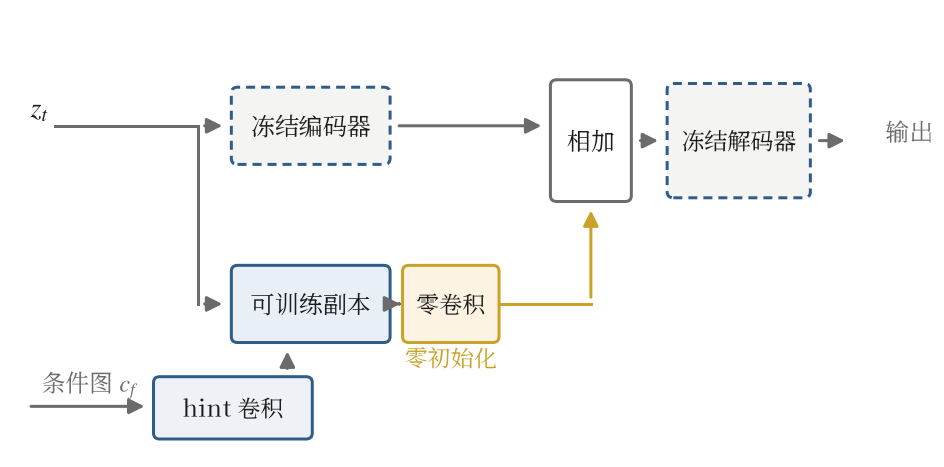 z_t
冻结编码器
相加
冻结解码器
输出
可训练副本
零卷积
零初始化
条件图 c_f
hint 卷积